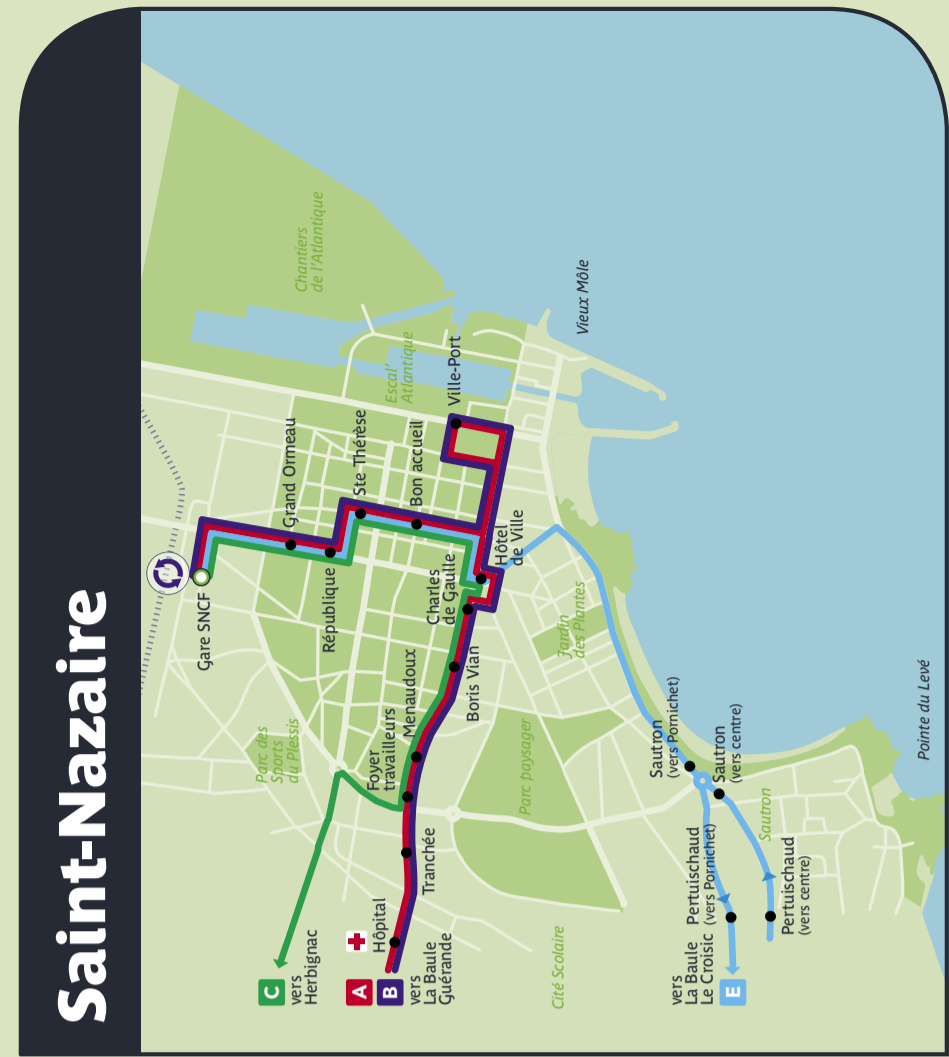 Saint-Nazaire
C
vers
Herbignac
A
B
vers
La Baule
Guérande
Hôpital
Tranchée
Foyer
travailleurs
Menaudoux
Boris Vian
Charles
de Gaulle
Hôtel
de Ville
Gare SNCF
Grand Ormeau
République
Ste Thérèse
Bon accueil
Ville-Port
Parc des
Sports
du Plessis
Chantiers
de l'Atlantique
Escal'
Atlantique
Vieux Môle
Jardin
des Plantes
Parc paysager
Cité Scolaire
Sautron
(vers Pornichet)
Sautron
(vers centre)
Sautron
Pertuischaud
(vers Pornichet)
Pertuischaud
(vers centre)
vers
La Baule
Le Croisic
E
Pointe du Levé